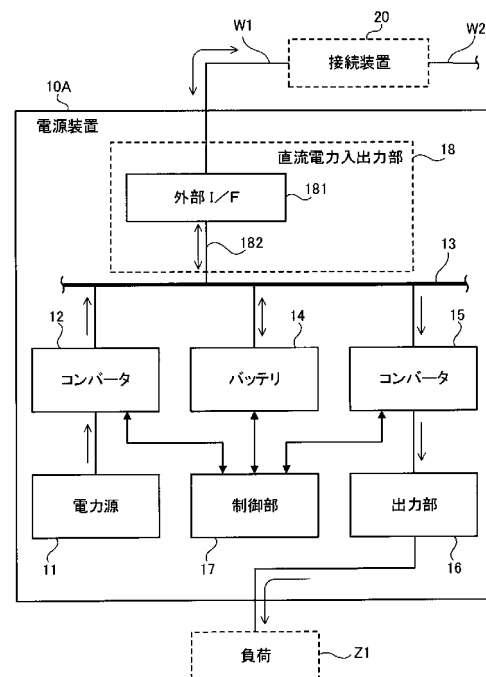 20
W1
W2
接続装置
10A
電源装置
直流電力入出力部
18
外部I/F
181
182
13
12
14
15
コンバータ
バッテリ
コンバータ
電力源
制御部
出力部
11
17
16
負荷
Z1